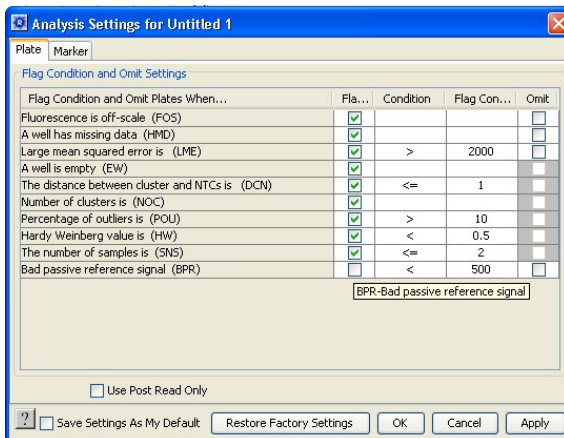 Analysis Settings for Untitled 1
Plate Marker
Flag Condition and Omit Settings
Flag Condition and Omit Plates When... Fla... Condition Flag Con... Omit
Fluorescence is off-scale (FOS)
A well has missing data (HMD)
Large mean squared error is (LME) > 2000
A well is empty (EW)
The distance between cluster and NTCs is (DCN) <= 1
Number of clusters is (NOC)
Percentage of outliers is (POU) > 10
Hardy Weinberg value is (HW) < 0.5
The number of samples is (SNS) <= 2
Bad passive reference signal (BPR) < 500
BPR-Bad passive reference signal
Use Post Read Only
? Save Settings As My Default Restore Factory Settings OK Cancel Apply